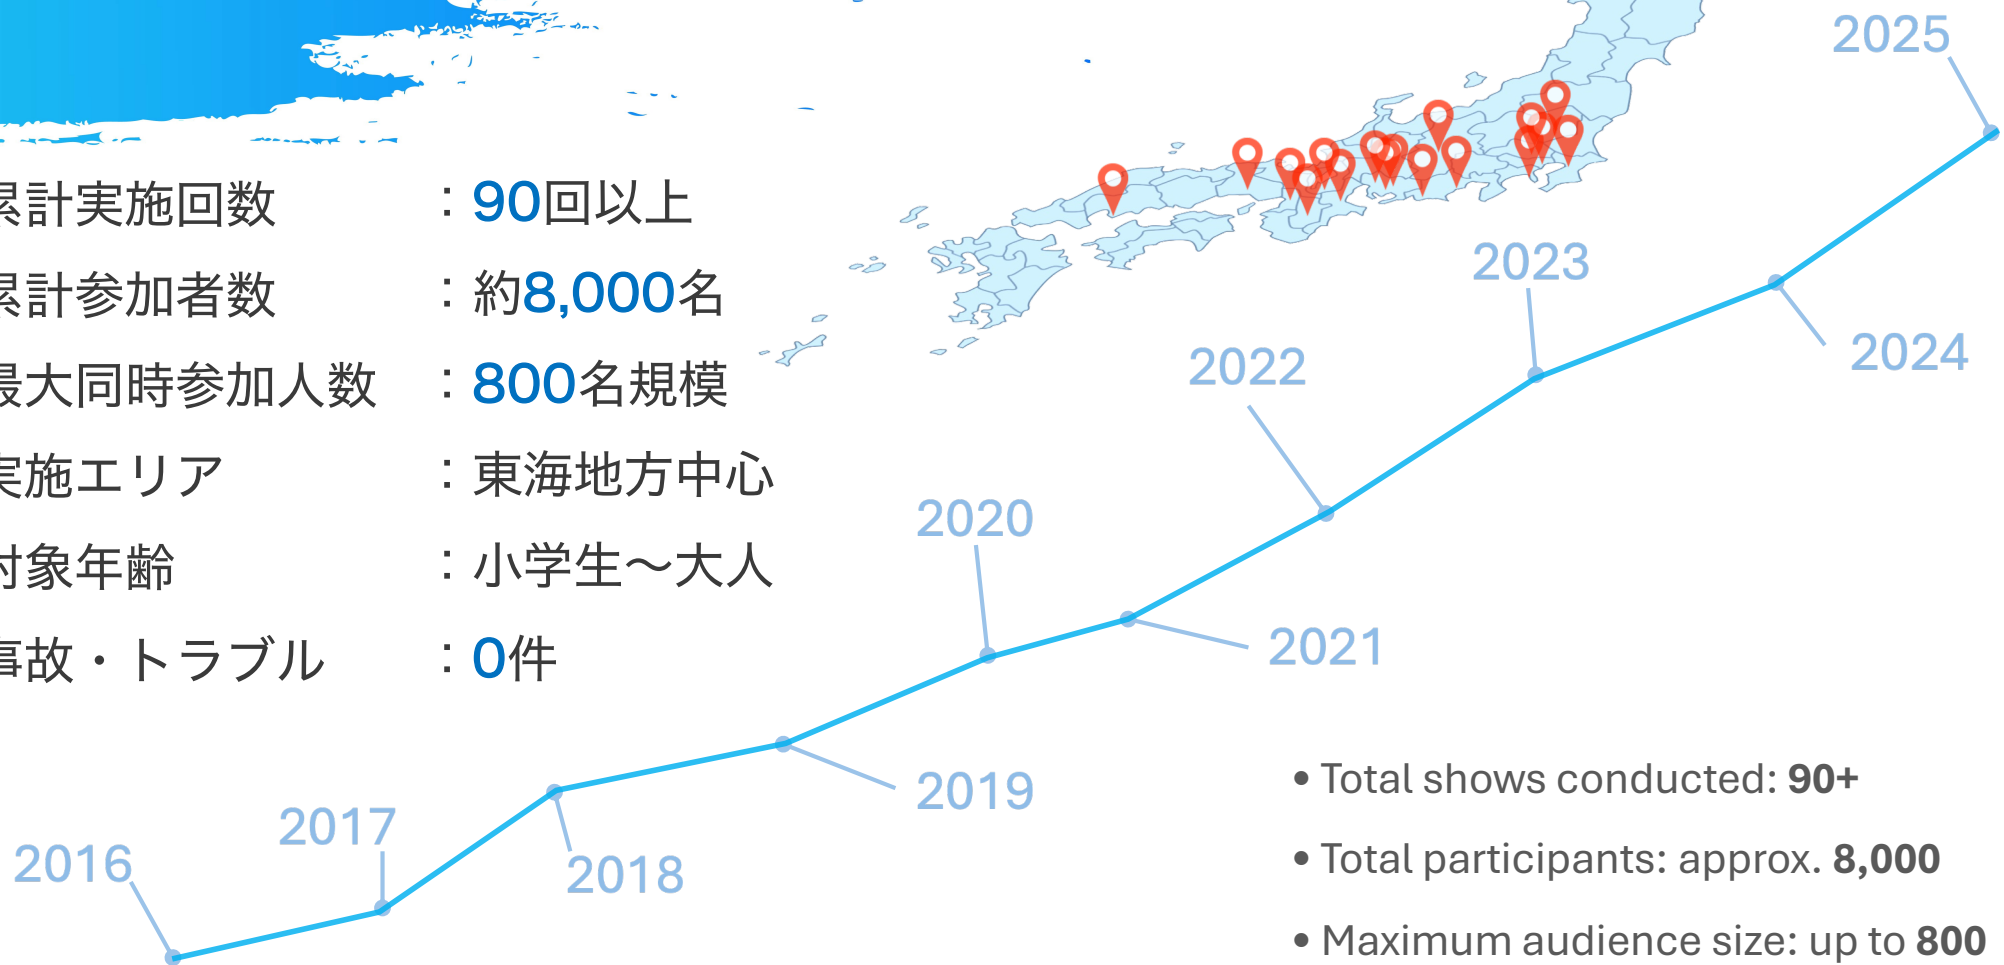 累計実施回数 ：90回以上
累計参加者数 ：約8,000名
最大同時参加人数 ：800名規模
実施エリア ：東海地方中心
対象年齢 ：小学生～大人
事故・トラブル ：0件
2016
2017
2018
2019
2020
2021
2022
2023
2024
2025
• Total shows conducted: 90+
• Total participants: approx. 8,000
• Maximum audience size: up to 800